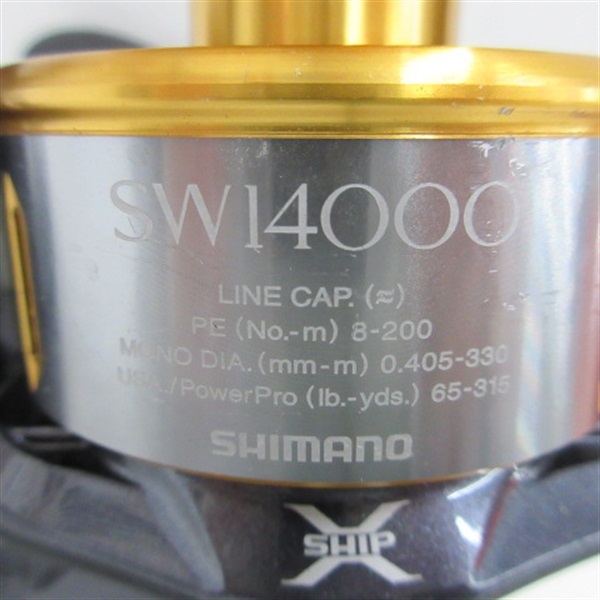 SW14000
LINE CAP. (≈)
PE (No.-m) 8-200
MONO DIA. (mm-m) 0.405-330
USA./PowerPro (lb.-yds.) 65-315
SHIMANO
X
SHIP